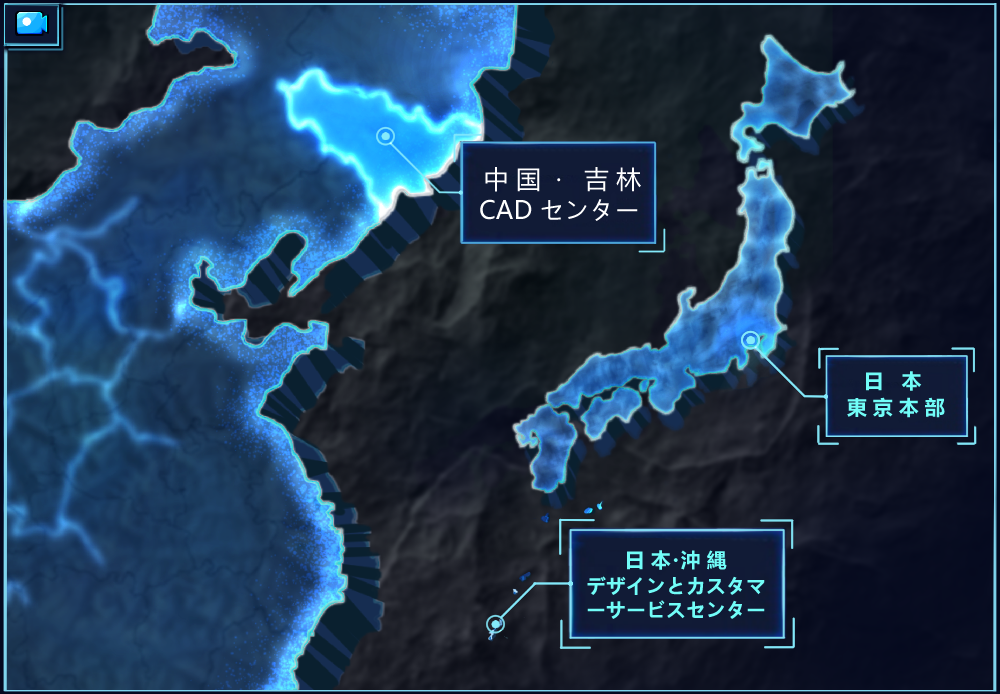 中国・ 吉林
CAD センター
日 本
東京本部
日本·沖縄
デザインとカスタマ
ーサービスセンター